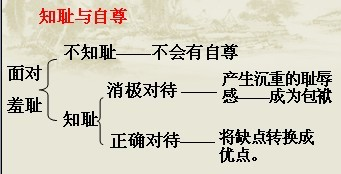 知耻与自尊
不知耻——不会有自尊
面对
羞耻
消极对待 —— 产生沉重的耻辱
感——成为包袱
知耻
正确对待 —— 将缺点转换成
优点。